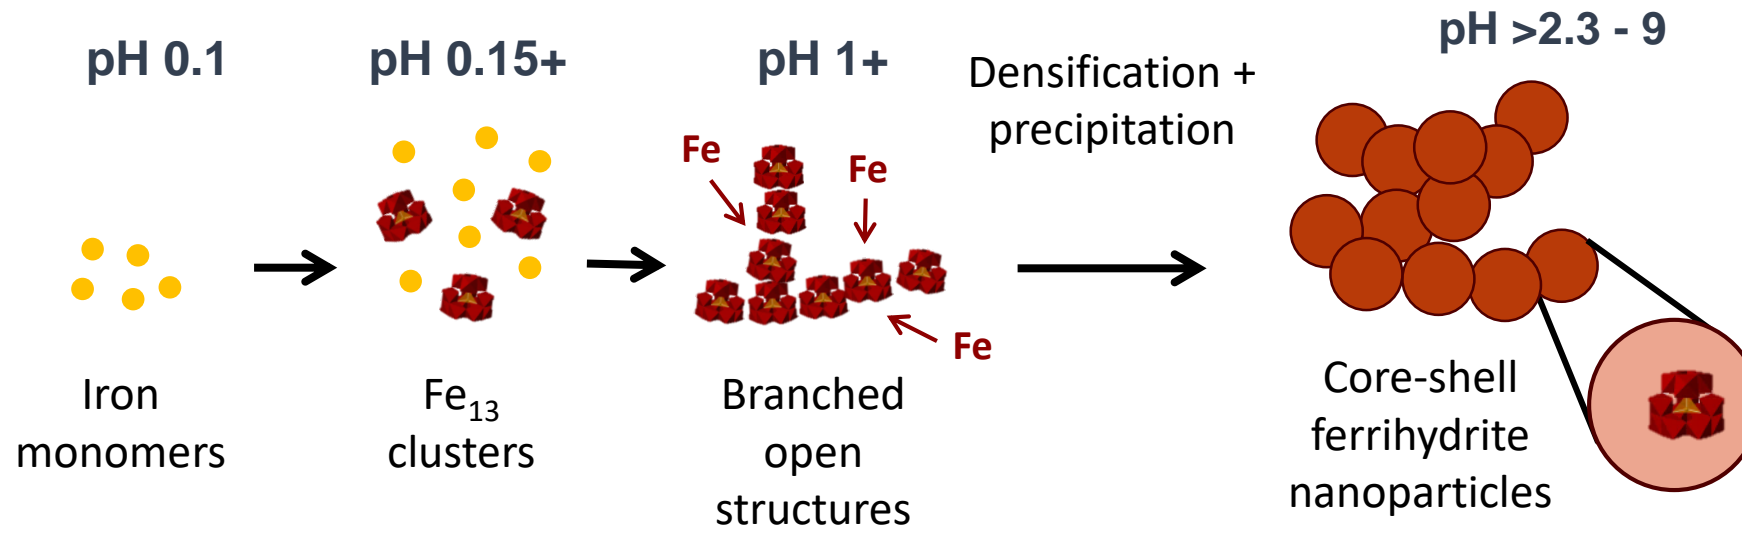 pH 0.1
pH 0.15+
pH 1+
Densification +
precipitation
pH >2.3 - 9
Fe
Fe
Fe
Iron
monomers
Fe₁₃
clusters
Branched
open
structures
Core-shell
ferrihydrite
nanoparticles